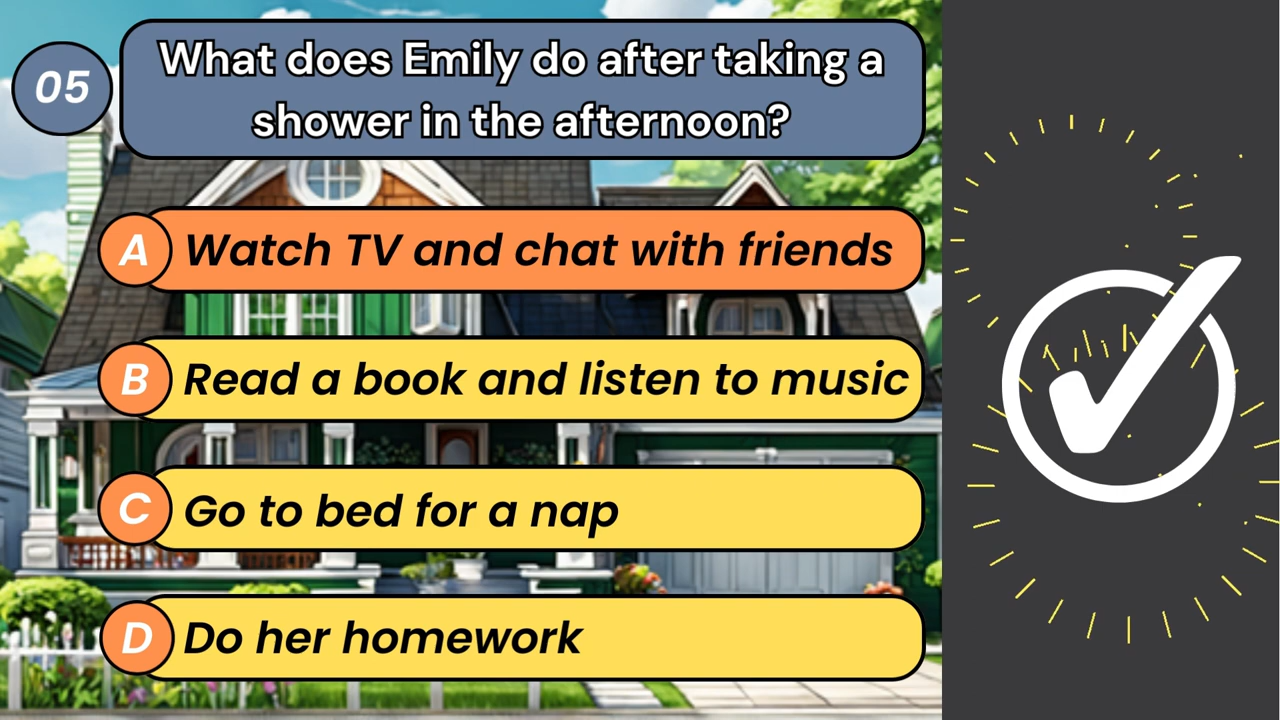 05
What does Emily do after taking a
shower in the afternoon?
A Watch TV and chat with friends
B Read a book and listen to music
C Go to bed for a nap
D Do her homework